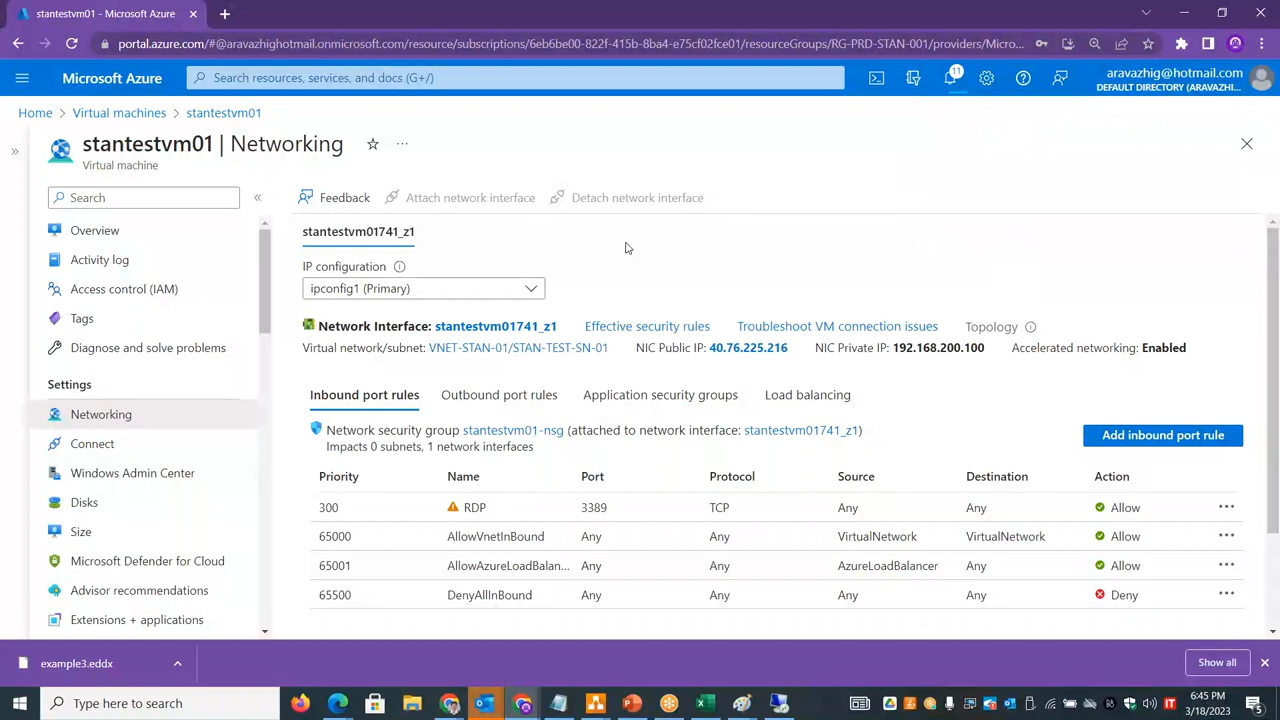 stantestvm01 - Microsoft Azure
portal.azure.com/#@aravazhighotmail.onmicrosoft.com/resource/subscriptions/6eb6be00-822f-415b-8ba4-e75cf02fce01/resourceGroups/RG-PRD-STAN-001/providers/Micro...
Microsoft Azure
Search resources, services, and docs (G+/)
11
aravazhig@hotmail.com
DEFAULT DIRECTORY (ARAVAZHI...
Home > Virtual machines > stantestvm01
stantestvm01 | Networking
Virtual machine
Search
Feedback
Attach network interface
Detach network interface
Overview
Activity log
Access control (IAM)
Tags
Diagnose and solve problems
Settings
Networking
Connect
Windows Admin Center
Disks
Size
Microsoft Defender for Cloud
Advisor recommendations
Extensions + applications
stantestvm01741_z1
IP configuration
ipconfig1 (Primary)
Network Interface: stantestvm01741_z1 Effective security rules Troubleshoot VM connection issues Topology
Virtual network/subnet: VNET-STAN-01/STAN-TEST-SN-01 NIC Public IP: 40.76.225.216 NIC Private IP: 192.168.200.100 Accelerated networking: Enabled
Inbound port rules Outbound port rules Application security groups Load balancing
Network security group stantestvm01-nsg (attached to network interface: stantestvm01741_z1)
Impacts 0 subnets, 1 network interfaces
Add inbound port rule
Priority Name Port Protocol Source Destination Action
300 RDP 3389 TCP Any Any Allow
65000 AllowVnetInBound Any Any VirtualNetwork VirtualNetwork Allow
65001 AllowAzureLoadBalan... Any Any AzureLoadBalancer Any Allow
65500 DenyAllInBound Any Any Any Any Deny
example3.eddx
Show all
Type here to search
IT
6:45 PM
3/18/2023
5